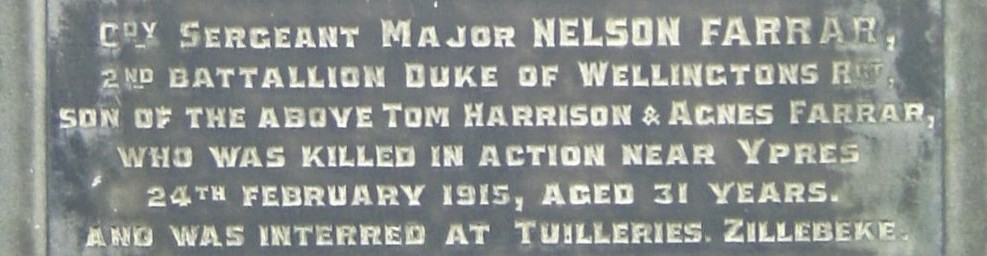 COY SERGEANT MAJOR NELSON FARRAR,
2ND BATTALLION DUKE OF WELLINGTONS RGT,
SON OF THE ABOVE TOM HARRISON & AGNES FARRAR,
WHO WAS KILLED IN ACTION NEAR YPRES
24TH FEBRUARY 1915, AGED 31 YEARS.
AND WAS INTERRED AT TUILLERIES. ZILLEBEKE.